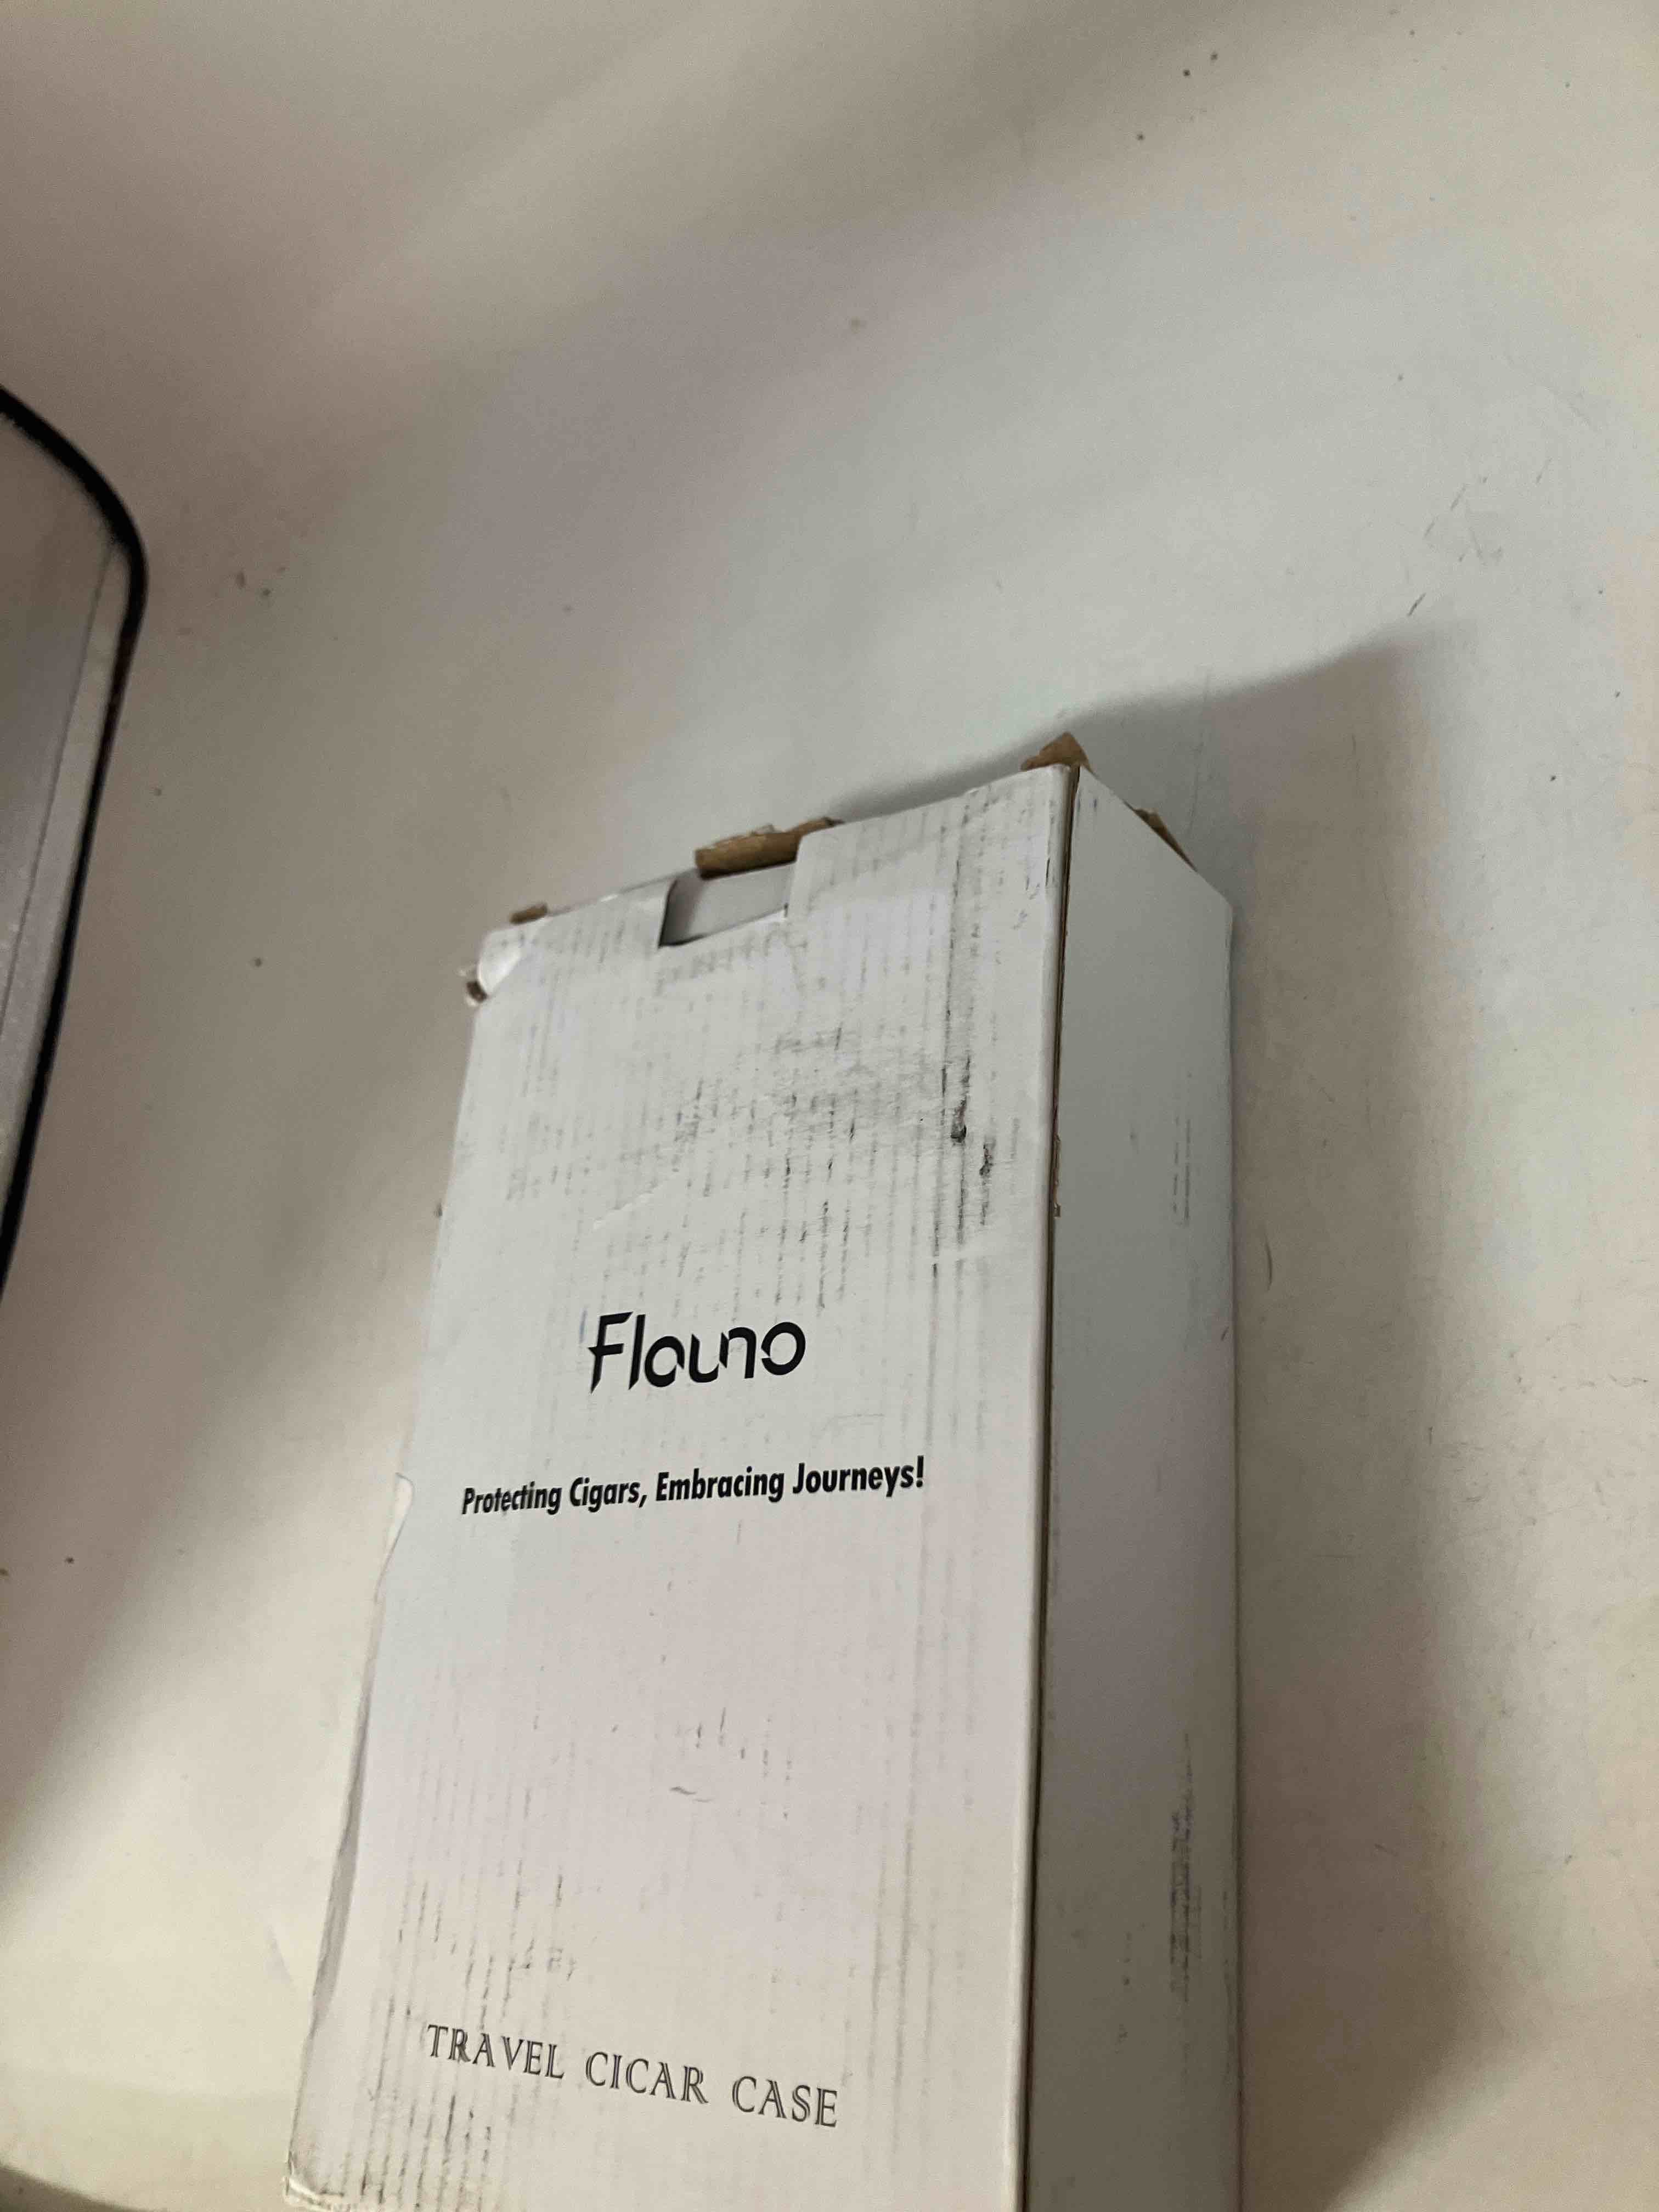 Flauno
Protecting Cigars, Embracing Journeys!
TRAVEL CICAR CASE